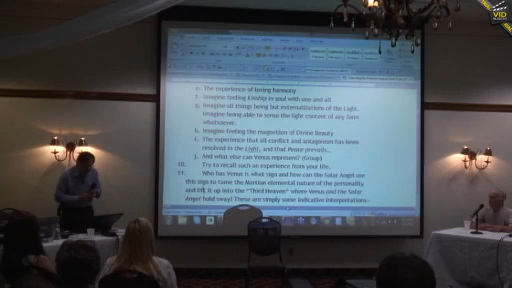 e. The experience of loving harmony
f. Imagine feeling kinship in soul with one and all
g. Imagine all things being but externalizations of the Light.
Imagine being able to sense the light content of any form
whatsoever.
h. Imagine feeling the magnetism of Divine Beauty
i. The experience that all conflict and antagonism has been
resolved in the Light, and that Peace prevails...
j. And what else can Venus represent? (Group)
10. Try to recall such an experience from your life.
11. Who has Venus in what sign and how can the Solar Angel use
this sign to tame the Martian elemental nature of the personality
and lift it up into the "Third Heaven" where Venus and the Solar
Angel hold sway? These are simply some indicative interpretations—
VID